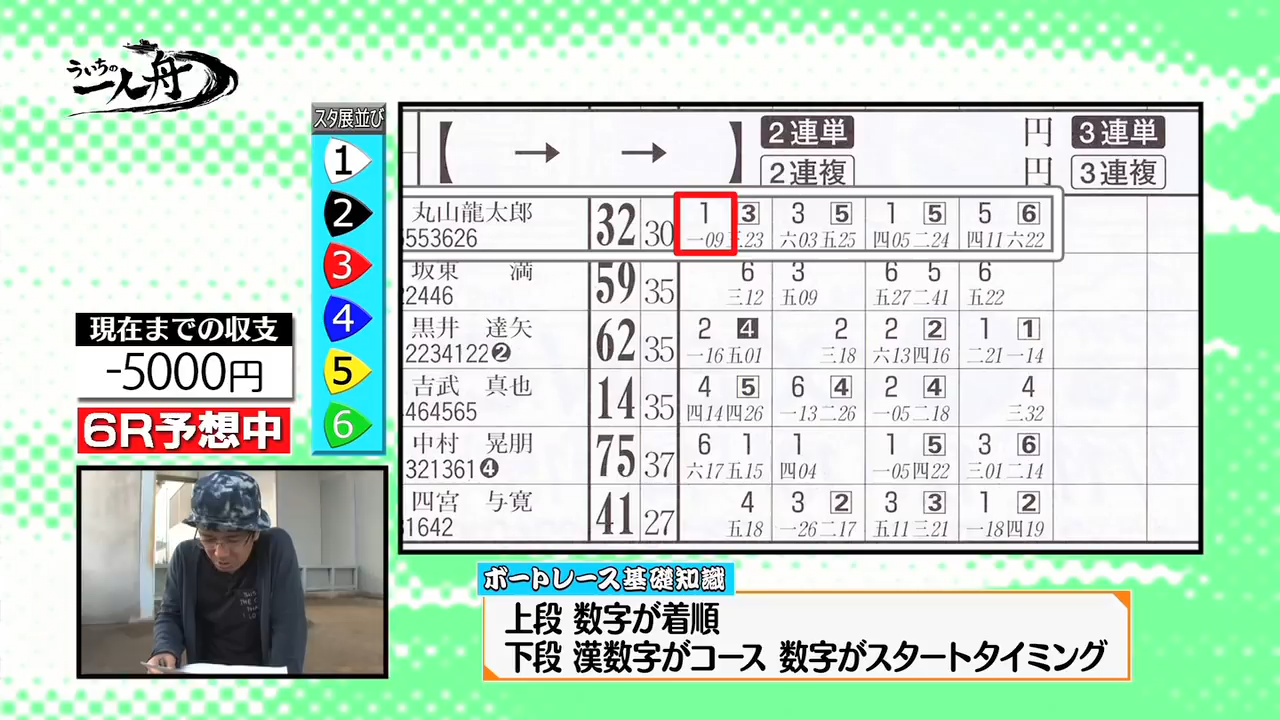 ういちの
一人舟
スタ展並び
1
2
3
4
5
6
現在までの収支
-5000円
6R予想中
【 → → 】 2連単 円 3連単
2連複 円 3連複
丸山龍太郎 32 30 1 3 3 5 1 5 5 6
553626 一09 .23 六03 五25 四05 二24 四11 六22
坂東 満 59 35 6 3 6 5 6
2446 三12 五09 五27 二41 五22
黒井 達矢 62 35 2 4 2 2 2 1 1
2234122❷ 一16 五01 三18 六13 四16 二21 一14
吉武 真也 14 35 4 5 6 4 2 4 4
464565 四14 四26 一13 二26 一05 二18 三32
中村 晃朋 75 37 6 1 1 1 5 3 6
321361❹ 六17 五15 四04 一05 四22 三01 二14
四宮 与寛 41 27 4 3 2 3 3 1 2
31642 五18 一26 二17 五11 三21 一18 四19
ボートレース基礎知識
上段 数字が着順
下段 漢数字がコース 数字がスタートタイミング